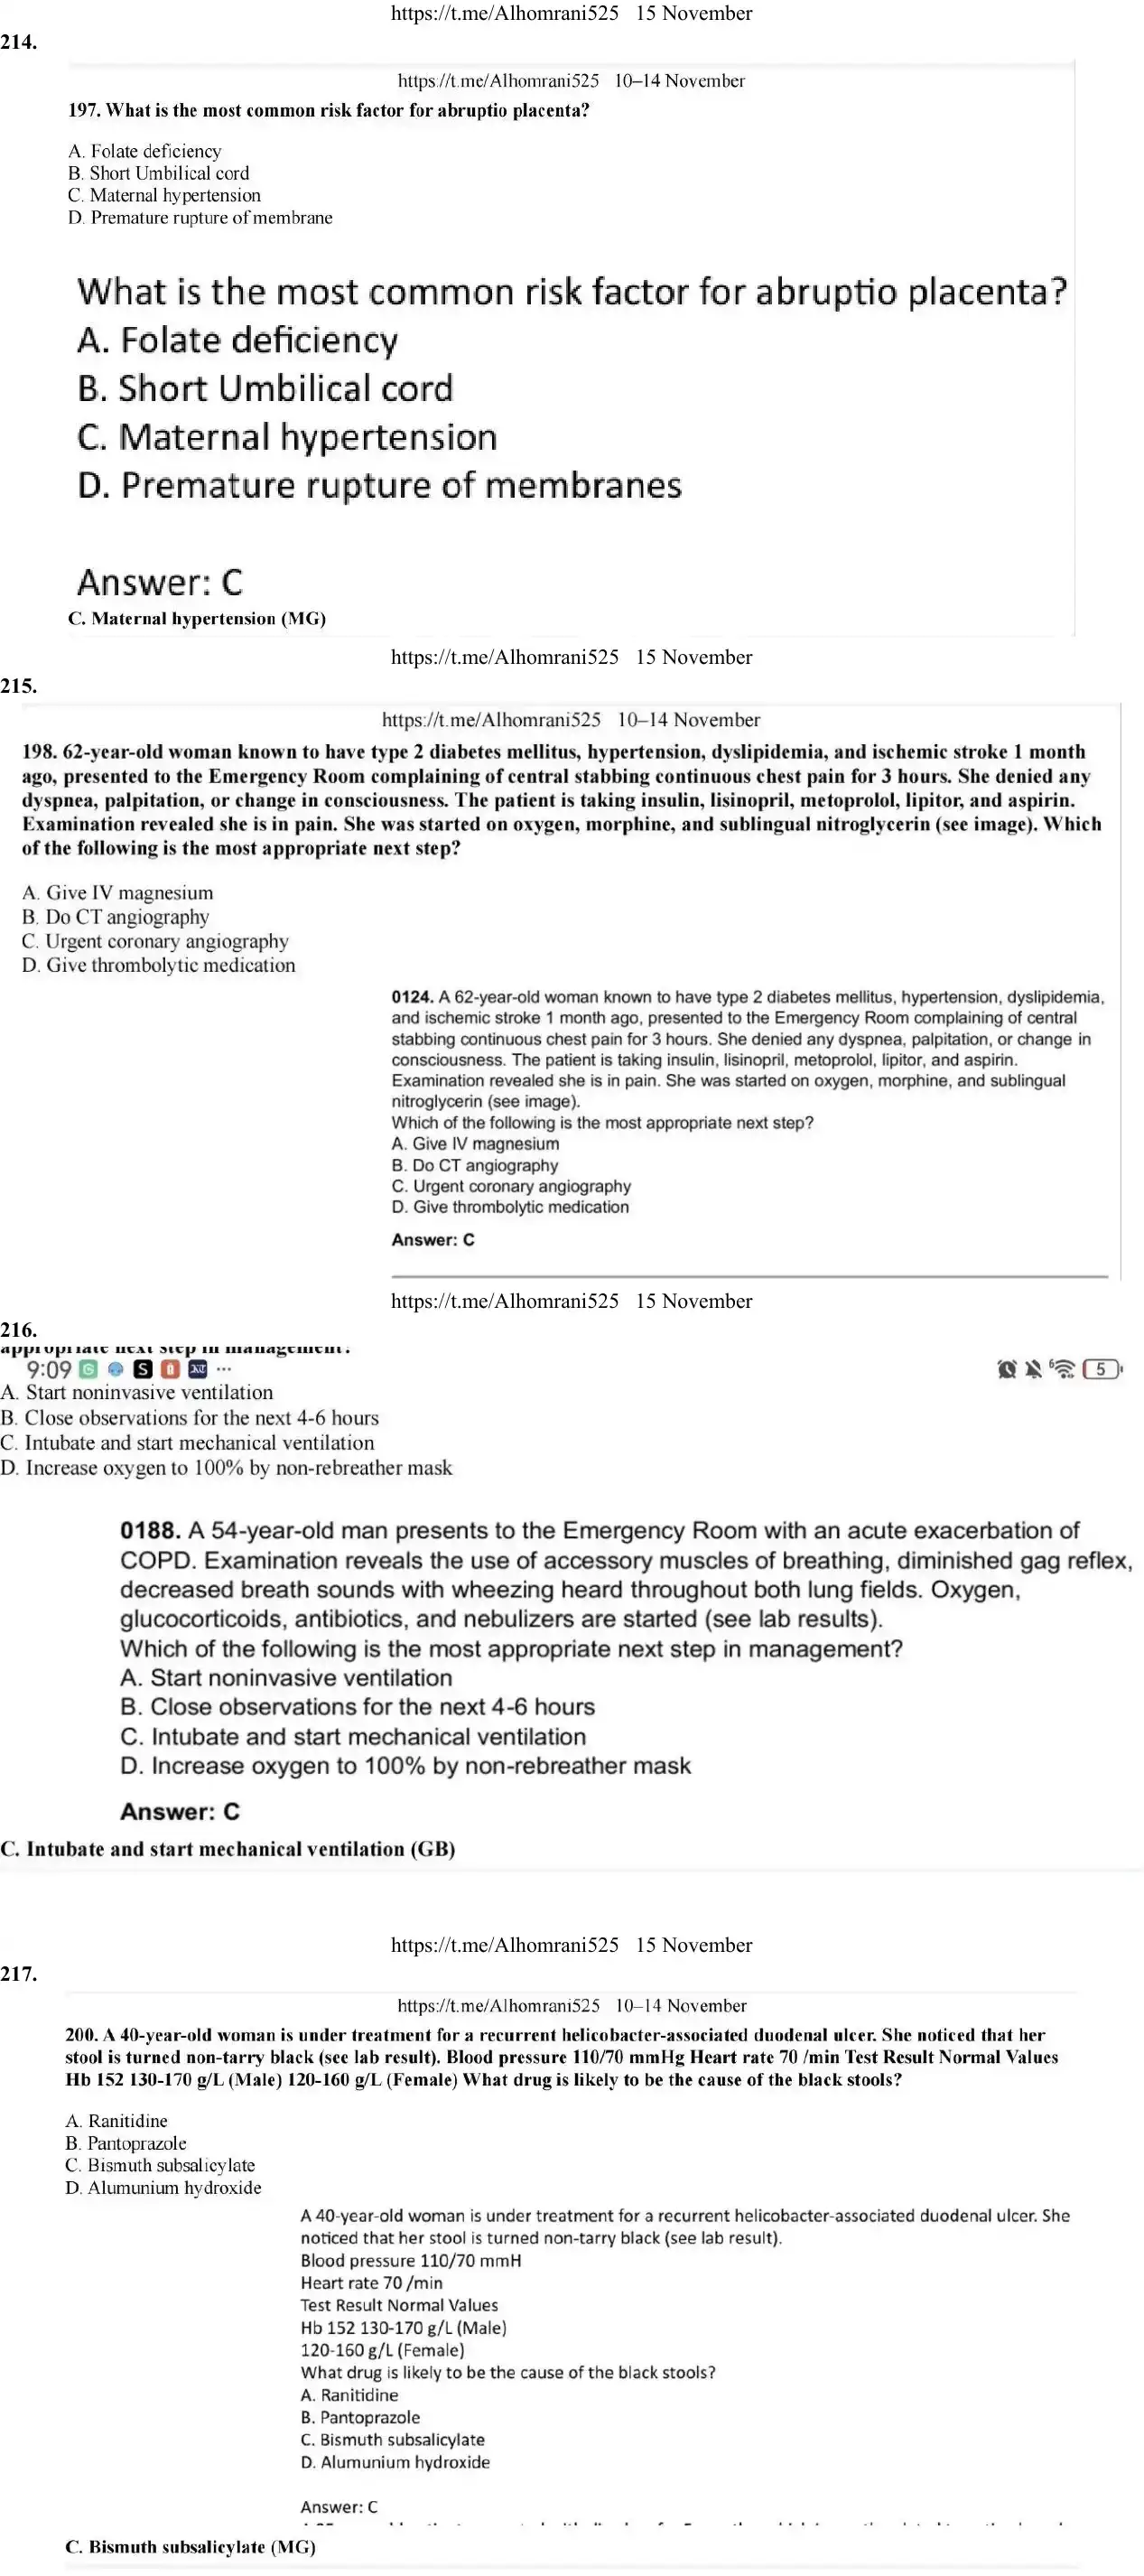 https://t.me/Alhomrani525 15 November
214.
https://t.me/Alhomrani525 10–14 November
197. What is the most common risk factor for abruptio placenta?
A. Folate deficiency
B. Short Umbilical cord
C. Maternal hypertension
D. Premature rupture of membrane
What is the most common risk factor for abruptio placenta?
A. Folate deficiency
B. Short Umbilical cord
C. Maternal hypertension
D. Premature rupture of membranes
Answer: C
C. Maternal hypertension (MG)
https://t.me/Alhomrani525 15 November
215.
https://t.me/Alhomrani525 10–14 November
198. 62-year-old woman known to have type 2 diabetes mellitus, hypertension, dyslipidemia, and ischemic stroke 1 month
ago, presented to the Emergency Room complaining of central stabbing continuous chest pain for 3 hours. She denied any
dyspnea, palpitation, or change in consciousness. The patient is taking insulin, lisinopril, metoprolol, lipitor, and aspirin.
Examination revealed she is in pain. She was started on oxygen, morphine, and sublingual nitroglycerin (see image). Which
of the following is the most appropriate next step?
A. Give IV magnesium
B. Do CT angiography
C. Urgent coronary angiography
D. Give thrombolytic medication
0124. A 62-year-old woman known to have type 2 diabetes mellitus, hypertension, dyslipidemia,
and ischemic stroke 1 month ago, presented to the Emergency Room complaining of central
stabbing continuous chest pain for 3 hours. She denied any dyspnea, palpitation, or change in
consciousness. The patient is taking insulin, lisinopril, metoprolol, lipitor, and aspirin.
Examination revealed she is in pain. She was started on oxygen, morphine, and sublingual
nitroglycerin (see image).
Which of the following is the most appropriate next step?
A. Give IV magnesium
B. Do CT angiography
C. Urgent coronary angiography
D. Give thrombolytic medication
Answer: C
https://t.me/Alhomrani525 15 November
216.
appropriate next step in management?
9:09 S ... 6 5
A. Start noninvasive ventilation
B. Close observations for the next 4-6 hours
C. Intubate and start mechanical ventilation
D. Increase oxygen to 100% by non-rebreather mask
0188. A 54-year-old man presents to the Emergency Room with an acute exacerbation of
COPD. Examination reveals the use of accessory muscles of breathing, diminished gag reflex,
decreased breath sounds with wheezing heard throughout both lung fields. Oxygen,
glucocorticoids, antibiotics, and nebulizers are started (see lab results).
Which of the following is the most appropriate next step in management?
A. Start noninvasive ventilation
B. Close observations for the next 4-6 hours
C. Intubate and start mechanical ventilation
D. Increase oxygen to 100% by non-rebreather mask
Answer: C
C. Intubate and start mechanical ventilation (GB)
https://t.me/Alhomrani525 15 November
217.
https://t.me/Alhomrani525 10–14 November
200. A 40-year-old woman is under treatment for a recurrent helicobacter-associated duodenal ulcer. She noticed that her
stool is turned non-tarry black (see lab result). Blood pressure 110/70 mmHg Heart rate 70 /min Test Result Normal Values
Hb 152 130-170 g/L (Male) 120-160 g/L (Female) What drug is likely to be the cause of the black stools?
A. Ranitidine
B. Pantoprazole
C. Bismuth subsalicylate
D. Alumunium hydroxide
A 40-year-old woman is under treatment for a recurrent helicobacter-associated duodenal ulcer. She
noticed that her stool is turned non-tarry black (see lab result).
Blood pressure 110/70 mmH
Heart rate 70 /min
Test Result Normal Values
Hb 152 130-170 g/L (Male)
120-160 g/L (Female)
What drug is likely to be the cause of the black stools?
A. Ranitidine
B. Pantoprazole
C. Bismuth subsalicylate
D. Alumunium hydroxide
Answer: C
C. Bismuth subsalicylate (MG)